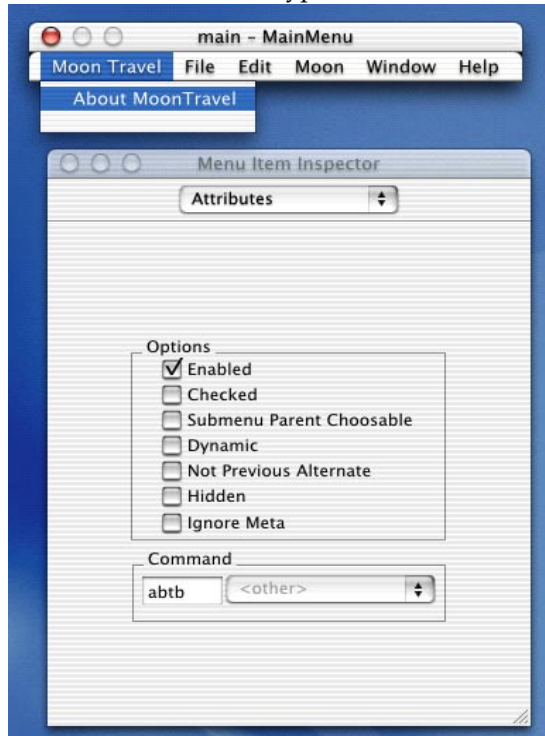 main - MainMenu
Moon Travel File Edit Moon Window Help
About MoonTravel
Menu Item Inspector
Attributes
Options
Enabled
Checked
Submenu Parent Choosable
Dynamic
Not Previous Alternate
Hidden
Ignore Meta
Command
abtb <other>